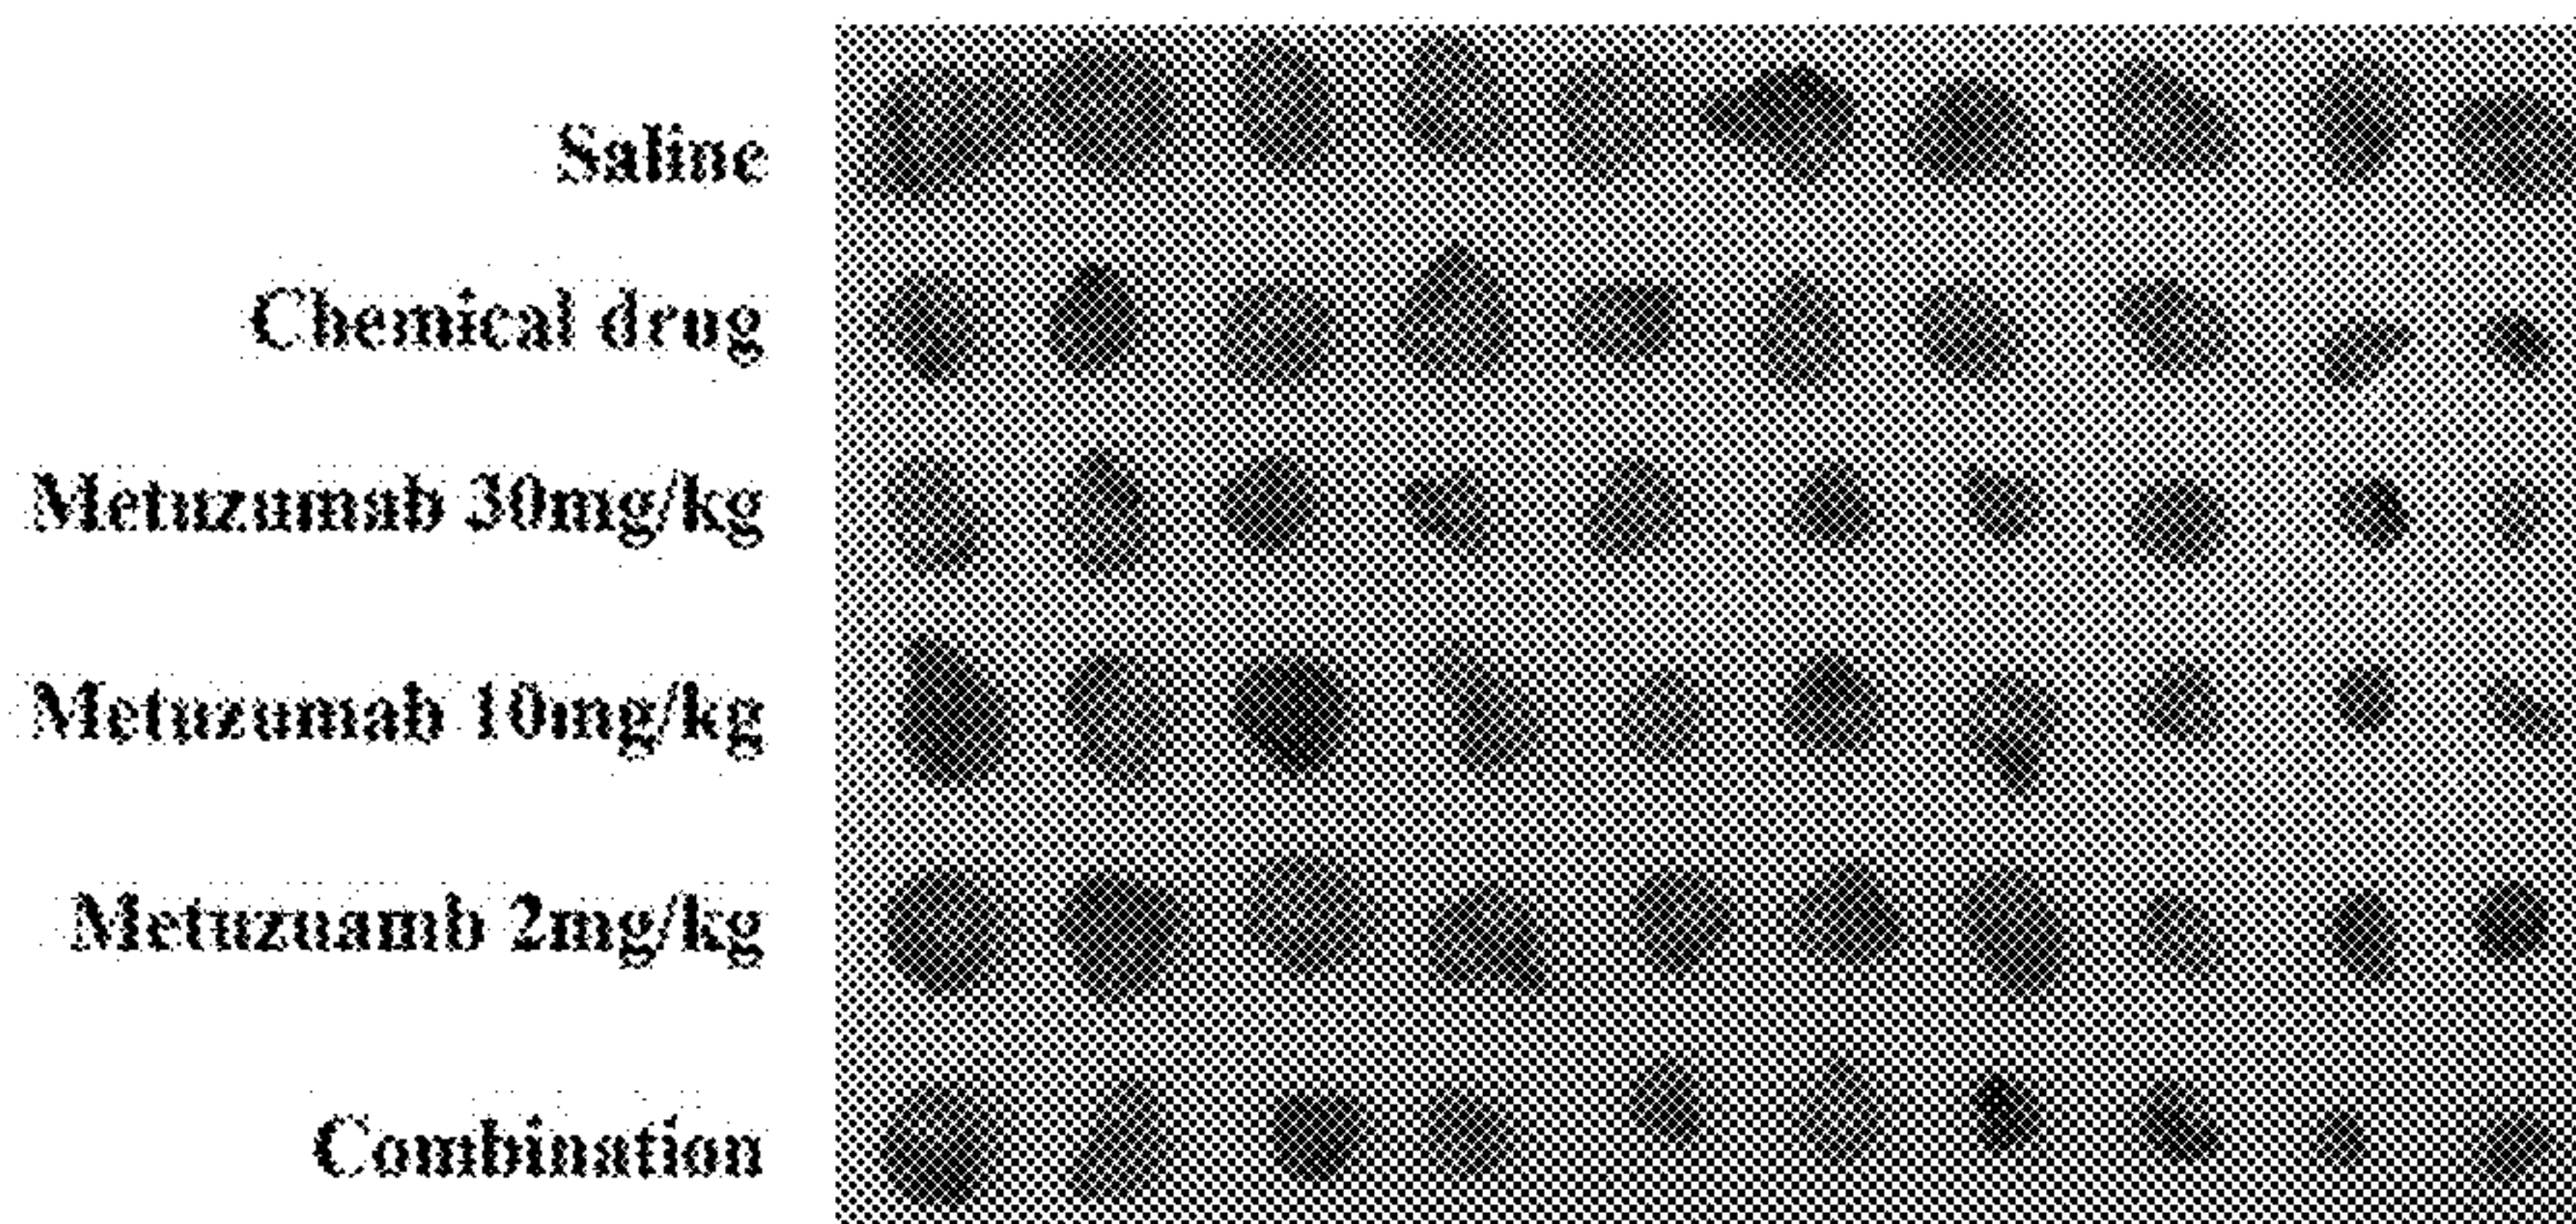 Saline
Chemical drug
Metuzumab 30mg/kg
Metuzumab 10mg/kg
Metuzuamb 2mg/kg
Combination